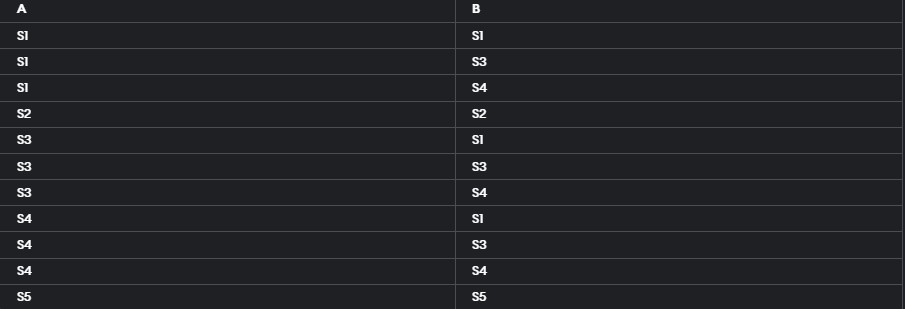 A B
S1 S1
S1 S3
S1 S4
S2 S2
S3 S1
S3 S3
S3 S4
S4 S1
S4 S3
S4 S4
S5 S5